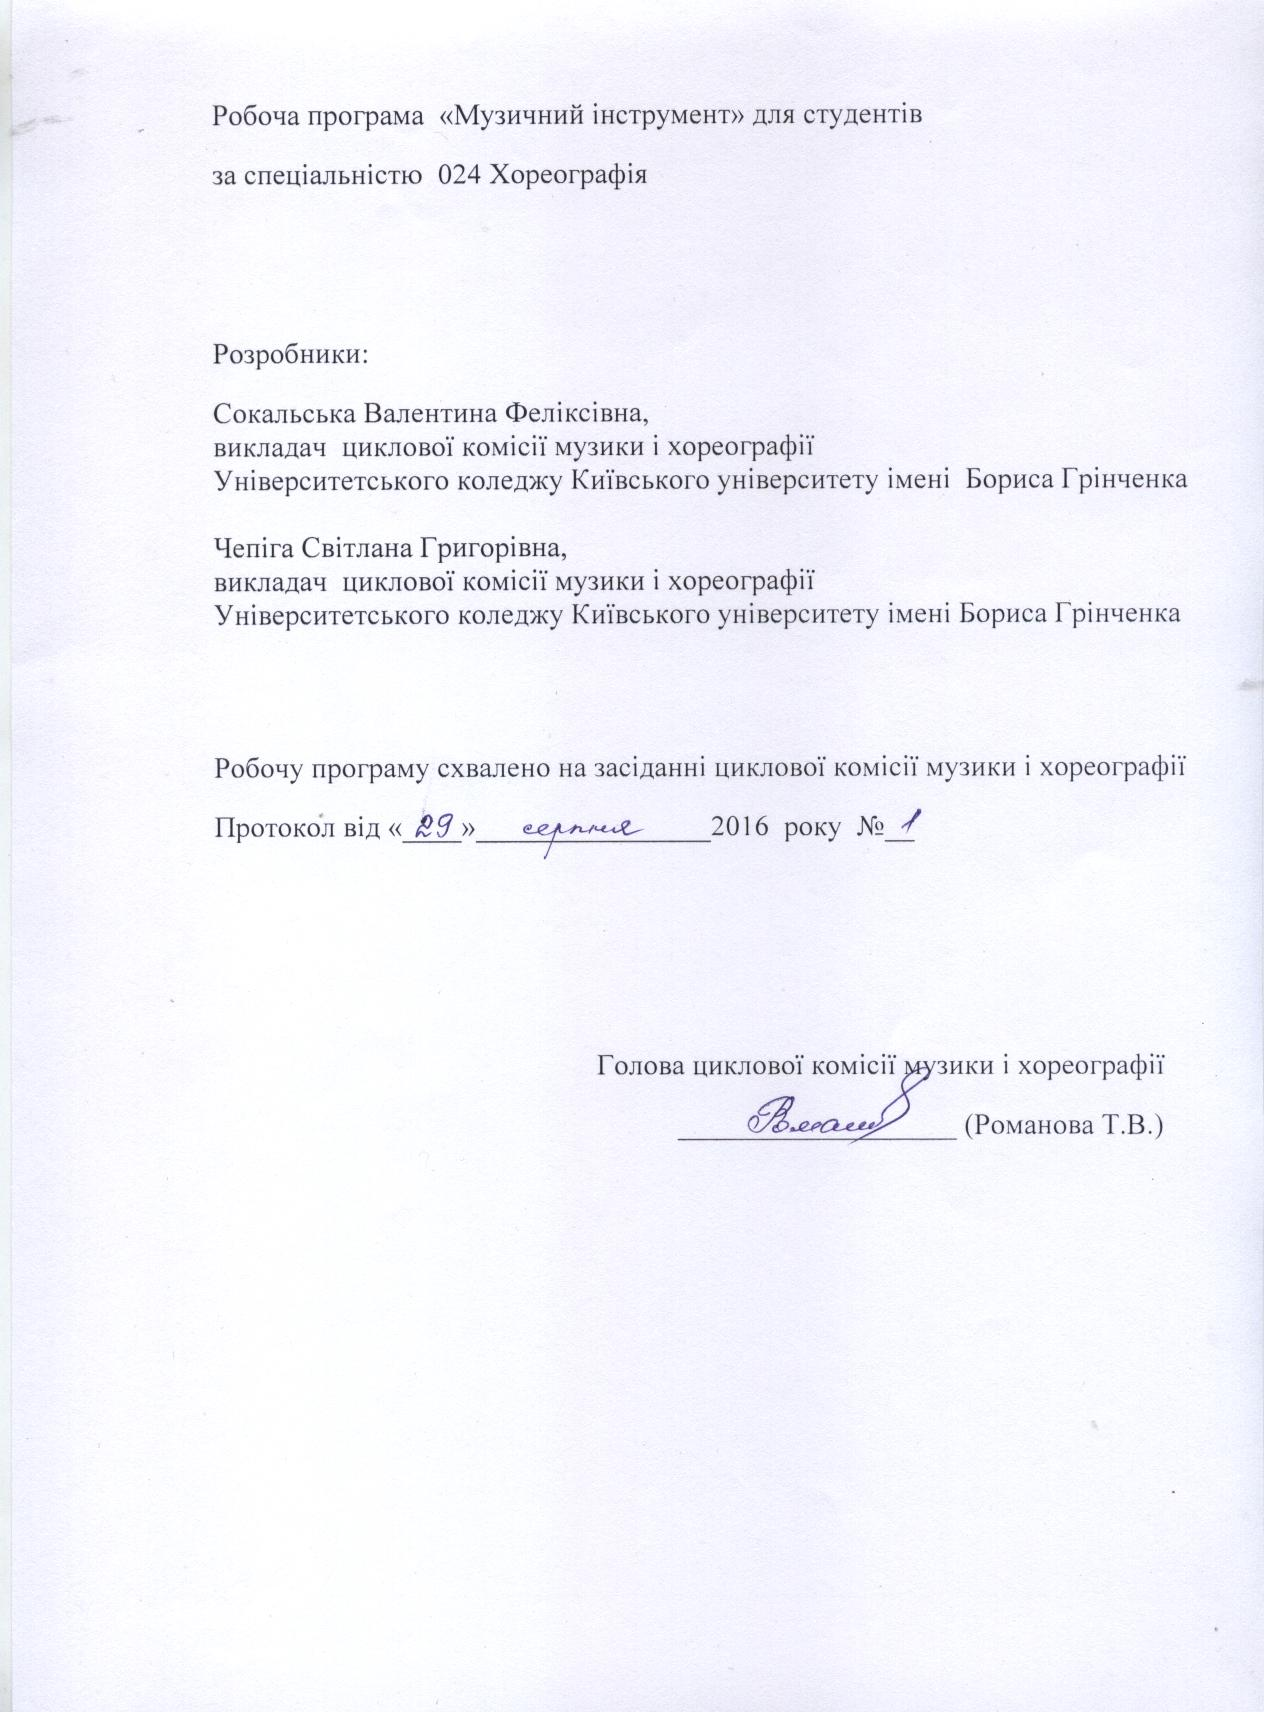 Робоча програма «Музичний інструмент» для студентів
за спеціальністю 024 Хореографія
Розробники:
Сокальська Валентина Феліксівна,
викладач циклової комісії музики і хореографії
Університетського коледжу Київського університету імені Бориса Грінченка
Чепіга Світлана Григорівна,
викладач циклової комісії музики і хореографії
Університетського коледжу Київського університету імені Бориса Грінченка
Робочу програму схвалено на засіданні циклової комісії музики і хореографії
Протокол від « 29 » серпня 2016 року № 1
Голова циклової комісії музики і хореографії
(Романова Т.В.)